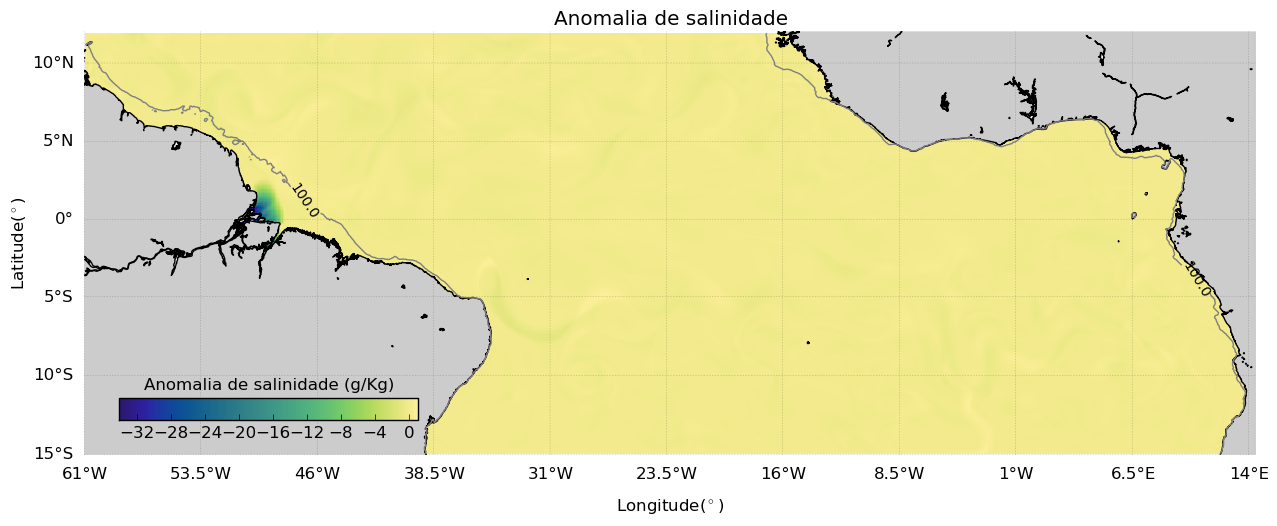 Anomalia de salinidade
10°N
5°N
0°
5°S
10°S
15°S
Latitude(°)
100.0
100.0
Anomalia de salinidade (g/Kg)
−32 −28 −24 −20 −16 −12 −8 −4 0
61°W 53.5°W 46°W 38.5°W 31°W 23.5°W 16°W 8.5°W 1°W 6.5°E 14°E
Longitude(°)